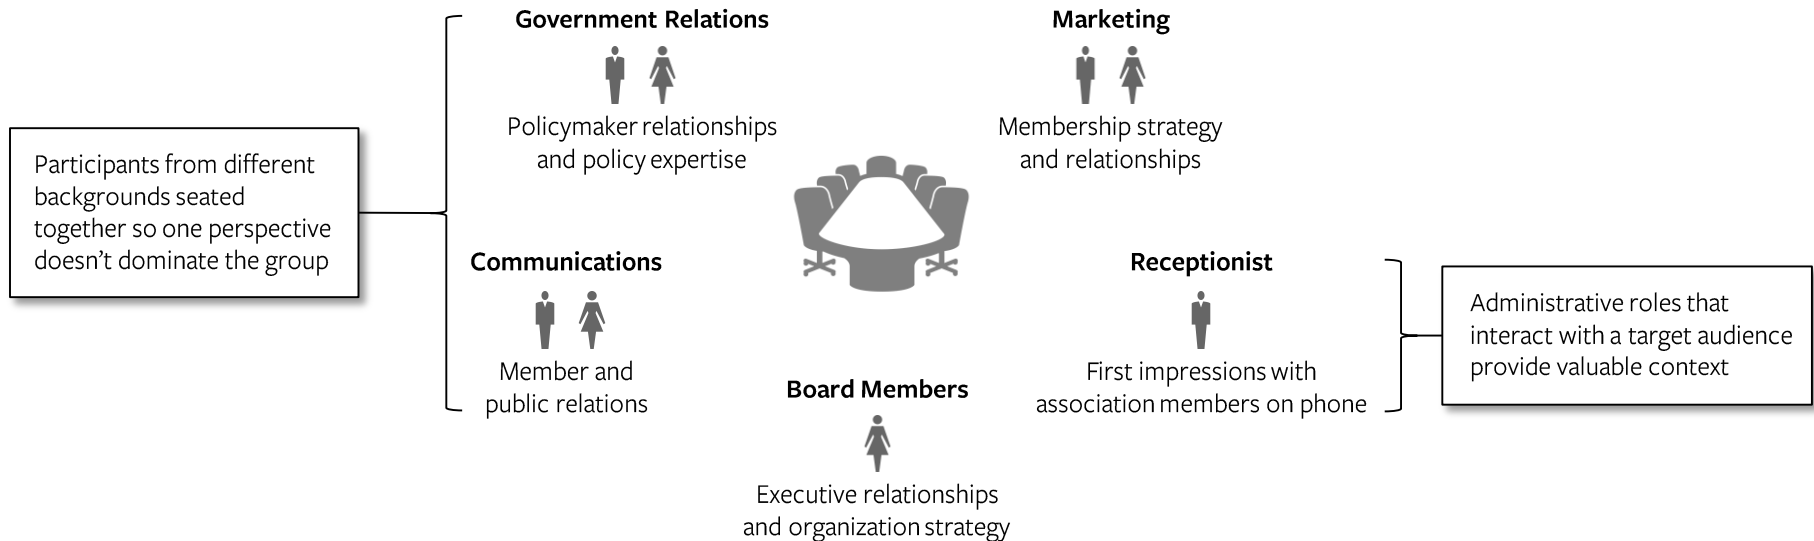 Government Relations
Policymaker relationships
and policy expertise
Marketing
Membership strategy
and relationships
Participants from different
backgrounds seated
together so one perspective
doesn’t dominate the group
Communications
Member and
public relations
Board Members
Executive relationships
and organization strategy
Receptionist
First impressions with
association members on phone
Administrative roles that
interact with a target audience
provide valuable context